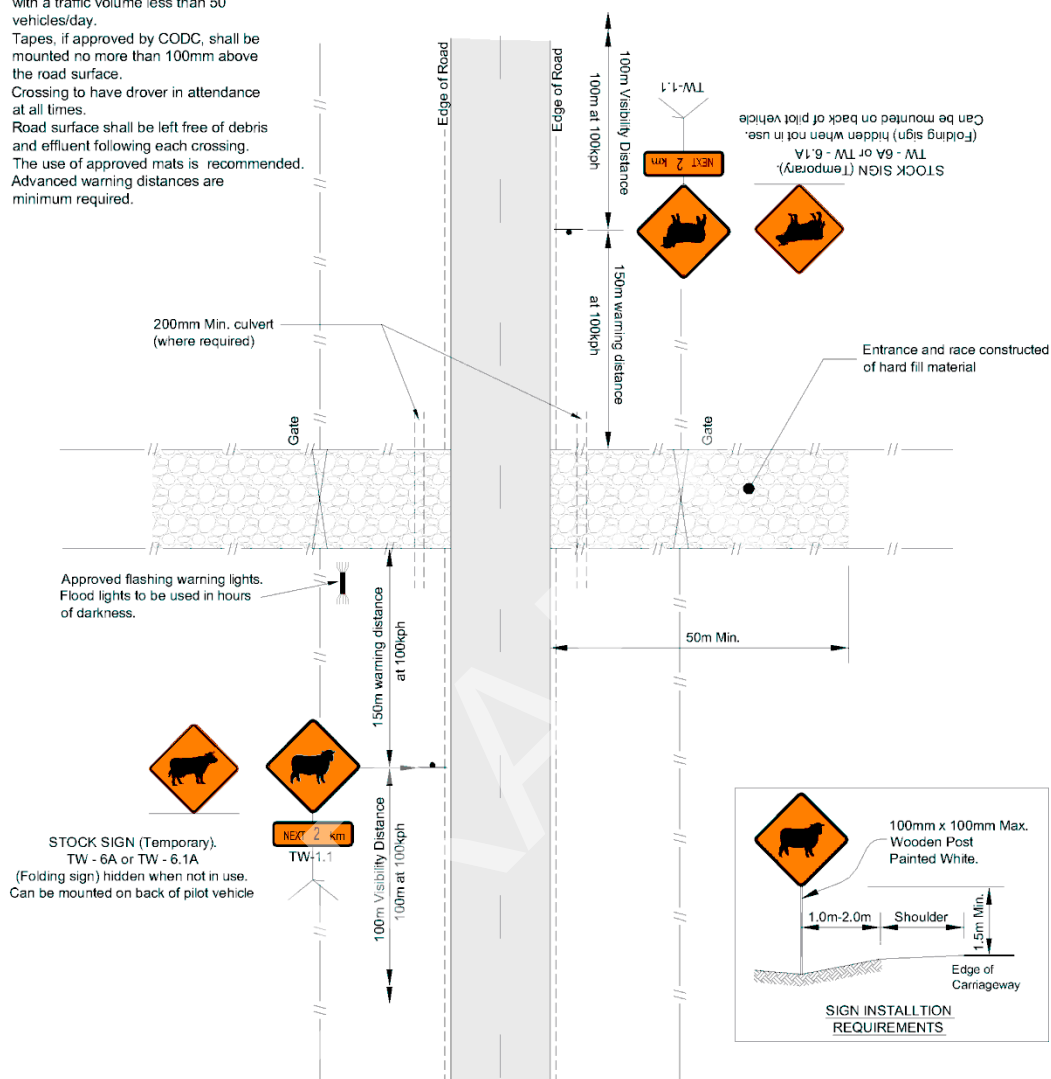 with a traffic volume less than 50
vehicles/day.
Tapes, if approved by CODC, shall be
mounted no more than 100mm above
the road surface.
Crossing to have drover in attendance
at all times.
Road surface shall be left free of debris
and effluent following each crossing.
The use of approved mats is recommended.
Advanced warning distances are
minimum required.
Edge of Road
Edge of Road
100m Visibility Distance
100m at 100kph
TW-1.1
NEXT 2 km
STOCK SIGN (Temporary).
TW - 6A or TW - 6.1A
(Folding sign) hidden when not in use.
Can be mounted on back of pilot vehicle
150m warning distance
at 100kph
200mm Min. culvert
(where required)
Entrance and race constructed
of hard fill material
Gate
Gate
Approved flashing warning lights.
Flood lights to be used in hours
of darkness.
150m warning distance
at 100kph
50m Min.
NEXT 2 km
TW-1.1
STOCK SIGN (Temporary).
TW - 6A or TW - 6.1A
(Folding sign) hidden when not in use.
Can be mounted on back of pilot vehicle
100m Visibility Distance
100m at 100kph
100mm x 100mm Max.
Wooden Post
Painted White.
1.0m-2.0m
Shoulder
1.5m Min.
Edge of
Carriageway
SIGN INSTALLTION
REQUIREMENTS